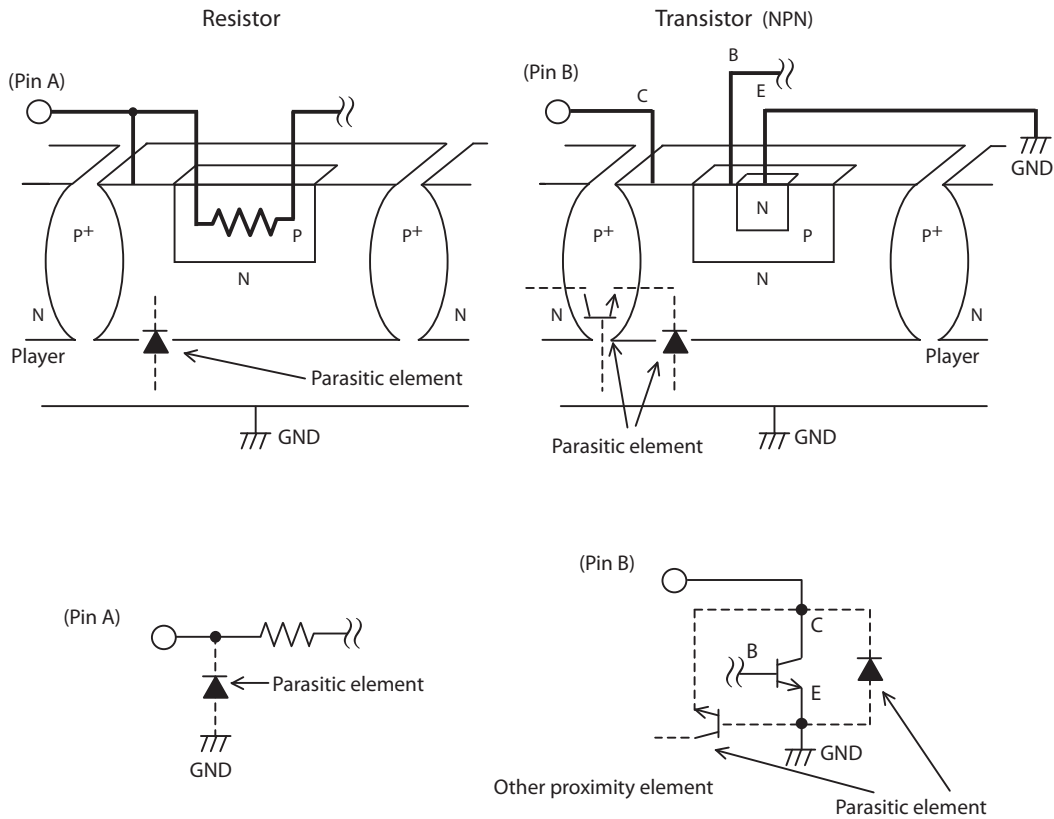 Resistor
Transistor (NPN)
(Pin A)
(Pin B)
C
B
E
GND
P+
P
P+
N
N
N
Player
Parasitic element
GND
P+
N
P
P+
N
N
N
Player
Parasitic element
GND
(Pin A)
Parasitic element
GND
(Pin B)
C
B
E
GND
Other proximity element
Parasitic element